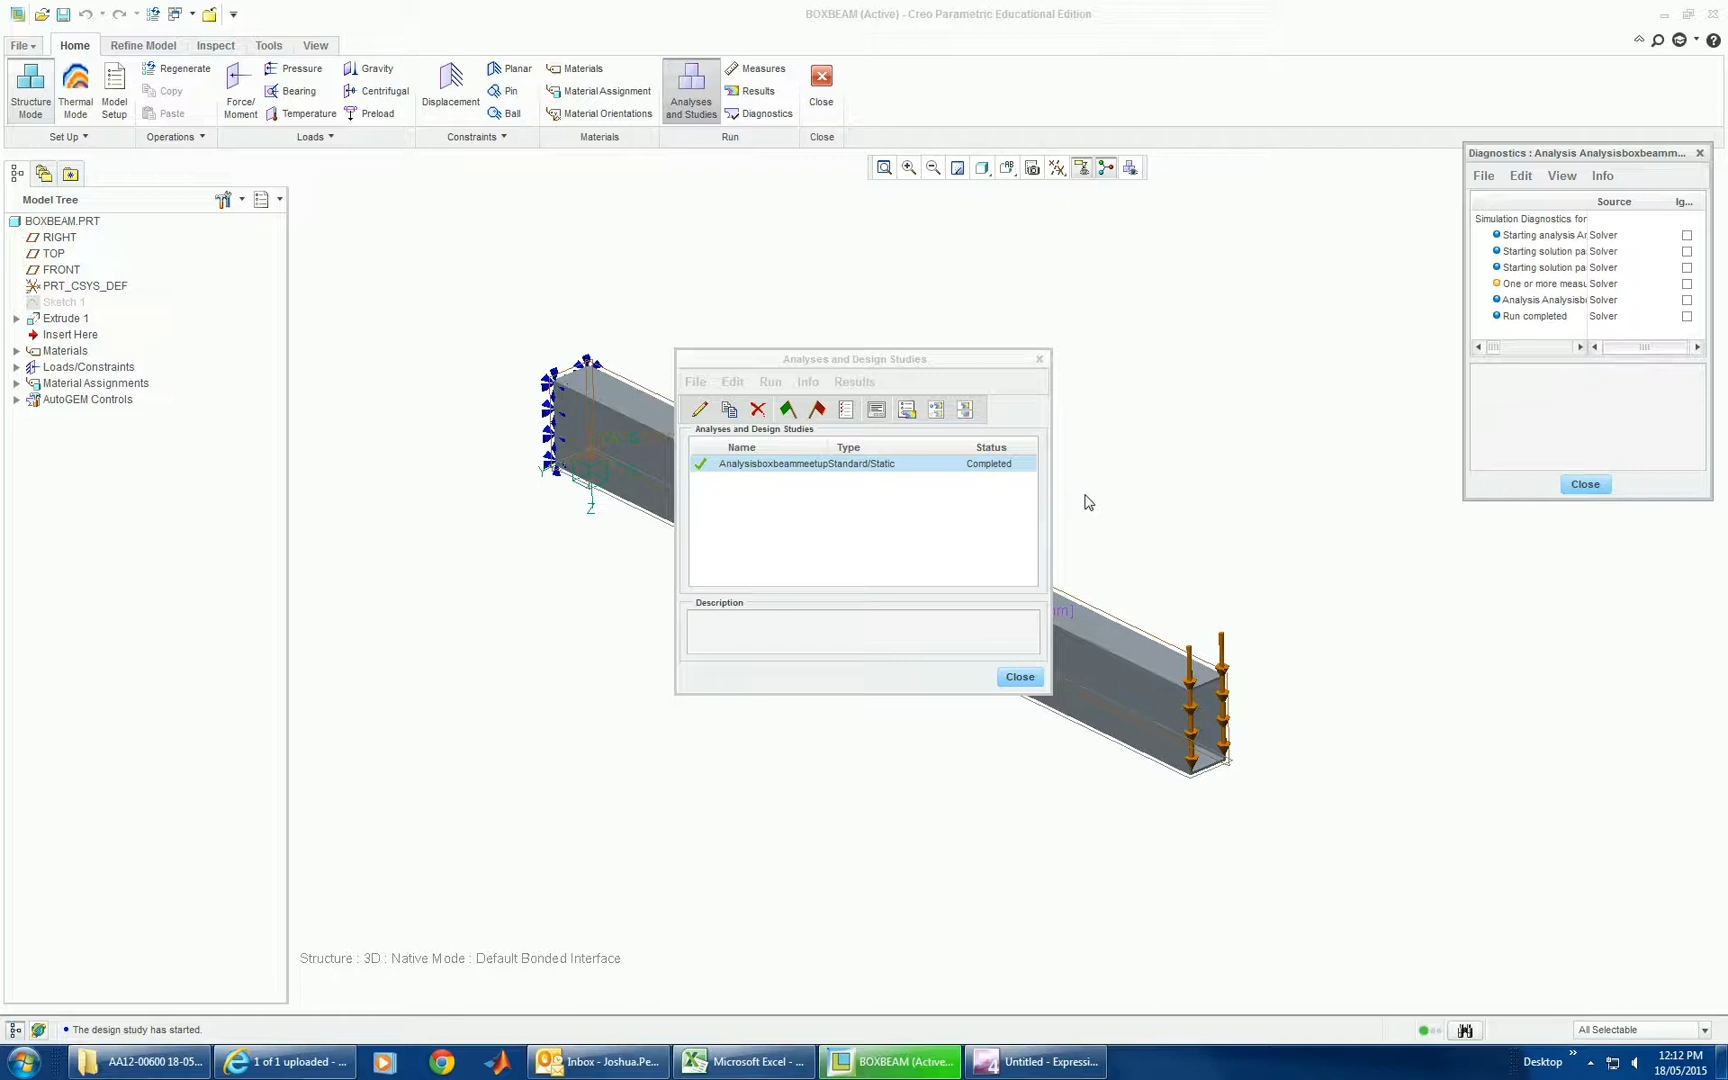 BOXBEAM (Active) - Creo Parametric Educational Edition
File Home Refine Model Inspect Tools View
Structure Mode
Thermal Mode
Model Setup
Regenerate
Copy
Paste
Force/ Moment
Pressure
Bearing
Temperature
Gravity
Centrifugal
Preload
Displacement
Planar
Pin
Ball
Materials
Material Assignment
Material Orientations
Analyses and Studies
Measures
Results
Diagnostics
Close
Set Up Operations Loads Constraints Materials Run Close
Model Tree
BOXBEAM.PRT
RIGHT
TOP
FRONT
PRT_CSYS_DEF
Sketch 1
Extrude 1
Insert Here
Materials
Loads/Constraints
Material Assignments
AutoGEM Controls
Z
Analyses and Design Studies
File Edit Run Info Results
Analyses and Design Studies
Name Type Status
AnalysisboxbeammeetupStandard/Static Completed
Description
Close
Diagnostics : Analysis Analysisboxbeamm...
File Edit View Info
Source Ig...
Simulation Diagnostics for
Starting analysis Ar Solver
Starting solution pa Solver
Starting solution pa Solver
One or more measu Solver
Analysis Analysisb Solver
Run completed Solver
Close
Structure : 3D : Native Mode : Default Bonded Interface
The design study has started.
All Selectable
AA12-00600 18-05...
1 of 1 uploaded - ...
Inbox - Joshua.Pe...
Microsoft Excel - ...
BOXBEAM (Active...
Untitled - Expressi...
Desktop
12:12 PM
18/05/2015